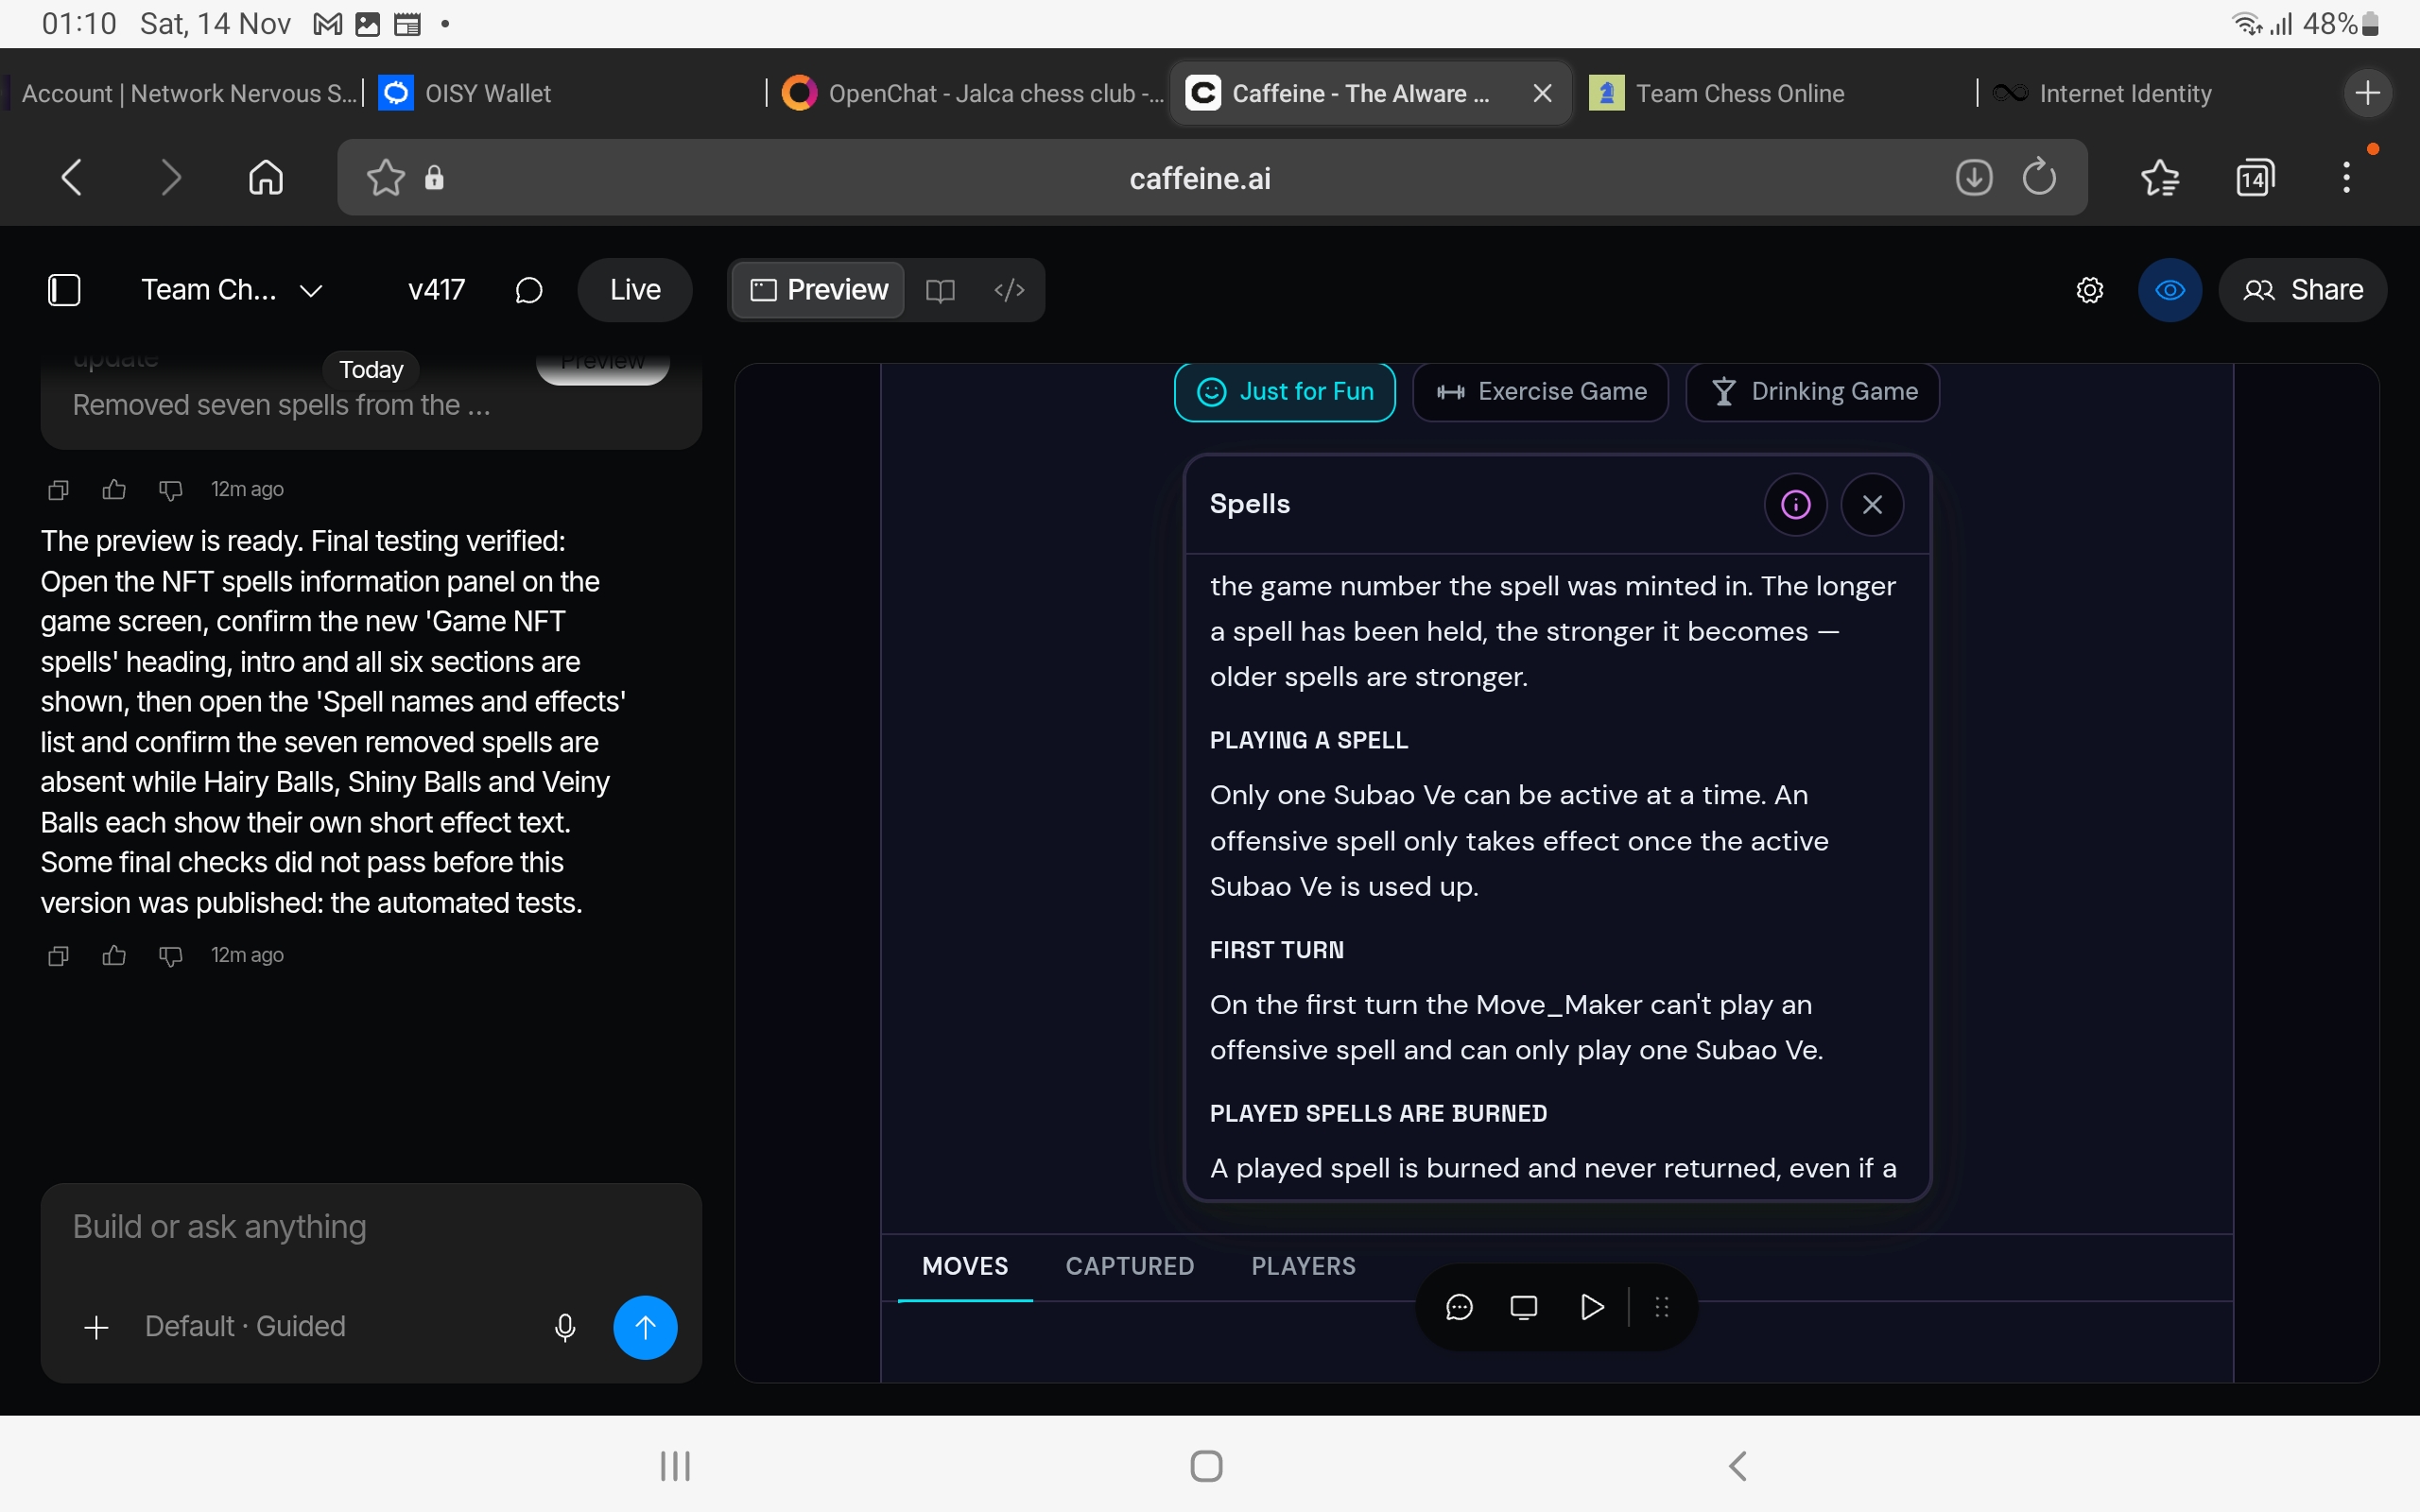 01:10 Sat, 14 Nov
48%
Account | Network Nervous S...
OISY Wallet
OpenChat - Jalca chess club -...
Caffeine - The AIware ...
Team Chess Online
Internet Identity
caffeine.ai
14
Team Ch...
v417
Live
Preview
Share
update
Today
Preview
Removed seven spells from the ...
12m ago
The preview is ready. Final testing verified:
Open the NFT spells information panel on the
game screen, confirm the new 'Game NFT
spells' heading, intro and all six sections are
shown, then open the 'Spell names and effects'
list and confirm the seven removed spells are
absent while Hairy Balls, Shiny Balls and Veiny
Balls each show their own short effect text.
Some final checks did not pass before this
version was published: the automated tests.
12m ago
Build or ask anything
Default · Guided
Just for Fun
Exercise Game
Drinking Game
Spells
the game number the spell was minted in. The longer
a spell has been held, the stronger it becomes —
older spells are stronger.
PLAYING A SPELL
Only one Subao Ve can be active at a time. An
offensive spell only takes effect once the active
Subao Ve is used up.
FIRST TURN
On the first turn the Move_Maker can't play an
offensive spell and can only play one Subao Ve.
PLAYED SPELLS ARE BURNED
A played spell is burned and never returned, even if a
MOVES
CAPTURED
PLAYERS